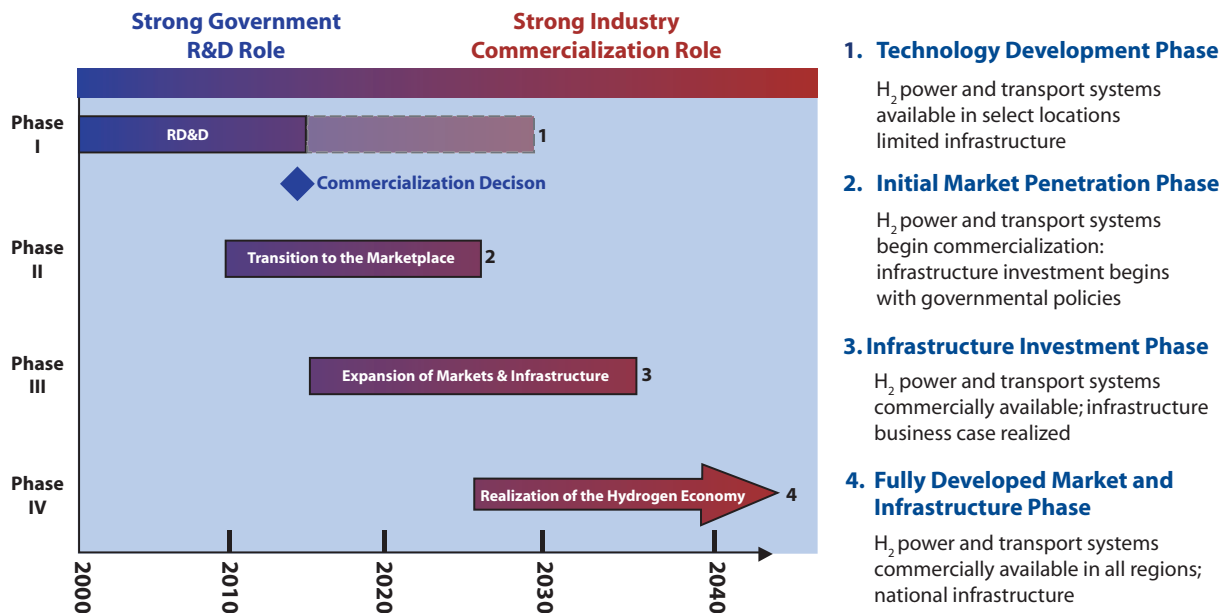 Strong Government
R&D Role
Strong Industry
Commercialization Role
Phase
I
RD&D
1
Commercialization Decison
Phase
II
Transition to the Marketplace
2
Phase
III
Expansion of Markets & Infrastructure
3
Phase
IV
Realization of the Hydrogen Economy
4
2000
2010
2020
2030
2040
1. Technology Development Phase
H₂ power and transport systems
available in select locations
limited infrastructure
2. Initial Market Penetration Phase
H₂ power and transport systems
begin commercialization:
infrastructure investment begins
with governmental policies
3. Infrastructure Investment Phase
H₂ power and transport systems
commercially available; infrastructure
business case realized
4. Fully Developed Market and
Infrastructure Phase
H₂ power and transport systems
commercially available in all regions;
national infrastructure